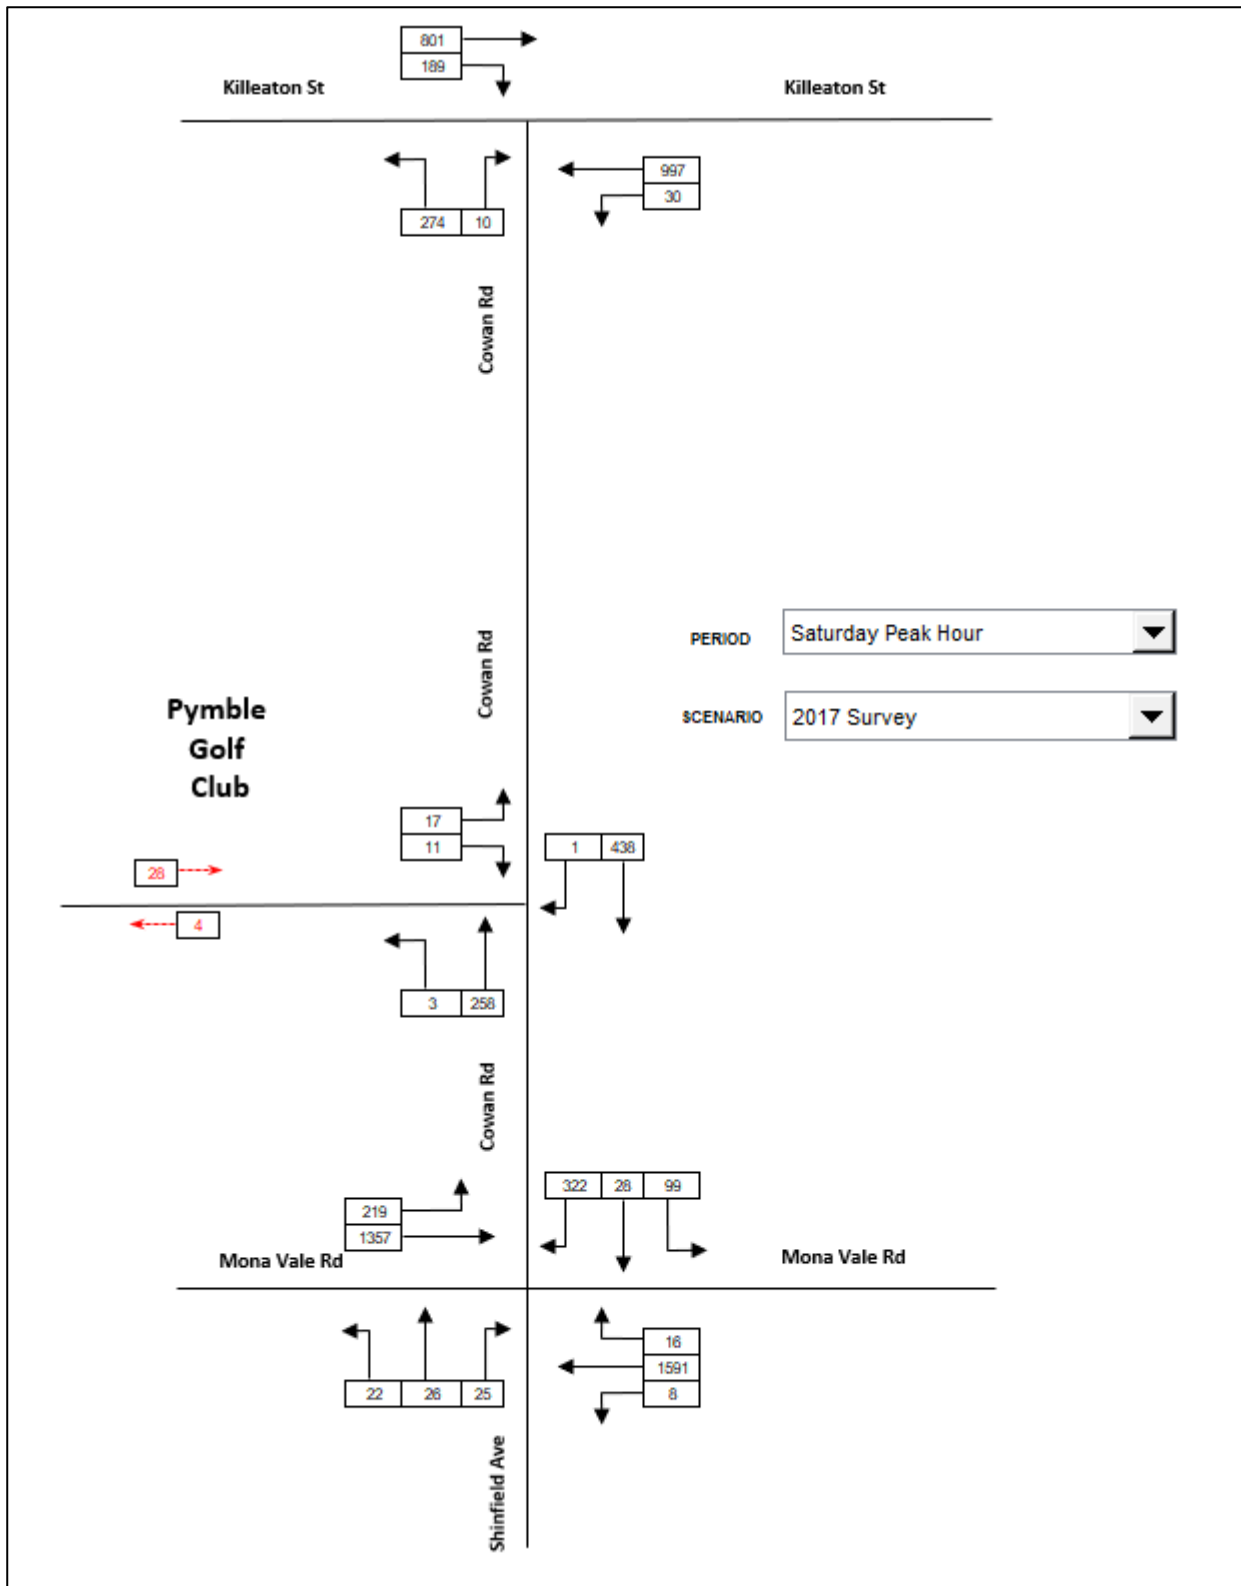 801
189
Killeaton St
Killeaton St
997
30
274 10
Cowan Rd
Cowan Rd
PERIOD Saturday Peak Hour
SCENARIO 2017 Survey
Pymble
Golf
Club
17
11
1 438
28
4
3 258
Cowan Rd
322 28 99
219
1357
Mona Vale Rd
Mona Vale Rd
16
1591
8
22 26 25
Shinfield Ave